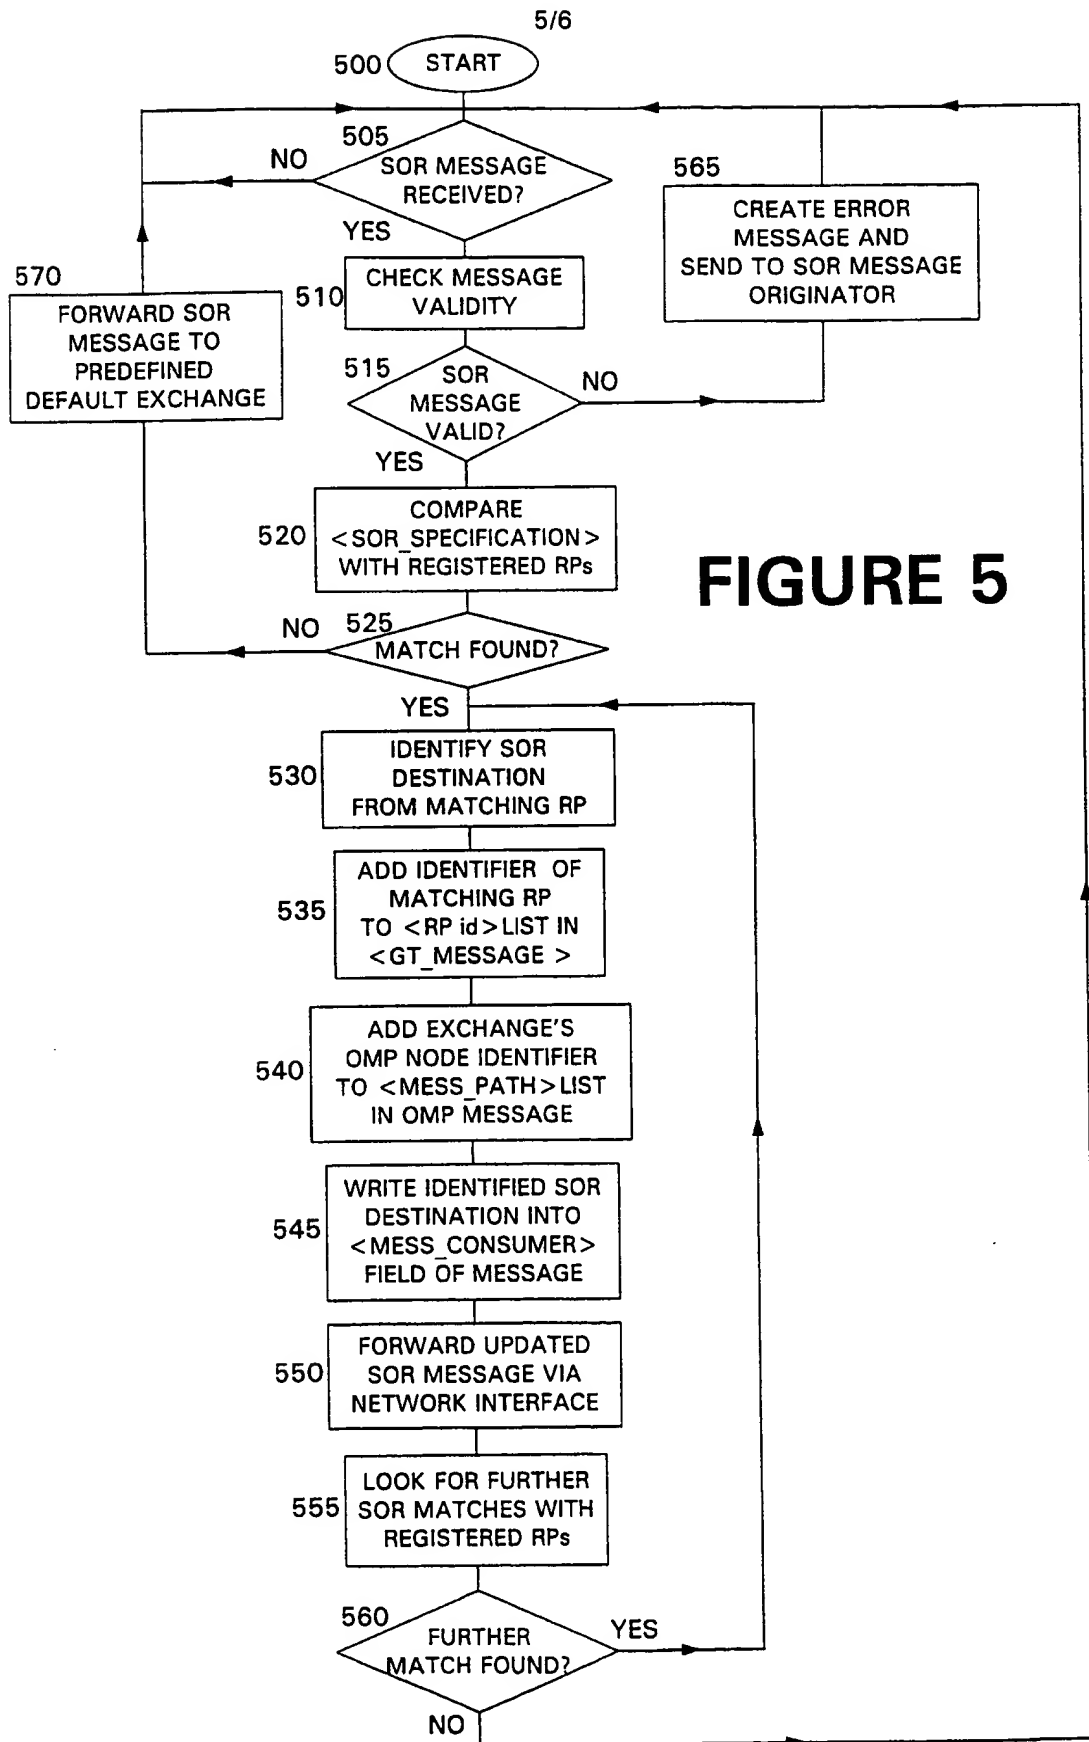 5/6
500
START
505
SOR MESSAGE
RECEIVED?
NO
YES
565
CREATE ERROR
MESSAGE AND
SEND TO SOR MESSAGE
ORIGINATOR
570
FORWARD SOR
MESSAGE TO
PREDEFINED
DEFAULT EXCHANGE
510
CHECK MESSAGE
VALIDITY
515
SOR
MESSAGE
VALID?
NO
YES
520
COMPARE
<SOR_SPECIFICATION>
WITH REGISTERED RPs
FIGURE 5
525
MATCH FOUND?
NO
YES
530
IDENTIFY SOR
DESTINATION
FROM MATCHING RP
535
ADD IDENTIFIER OF
MATCHING RP
TO <RP id> LIST IN
<GT_MESSAGE >
540
ADD EXCHANGE'S
OMP NODE IDENTIFIER
TO <MESS_PATH> LIST
IN OMP MESSAGE
545
WRITE IDENTIFIED SOR
DESTINATION INTO
<MESS_CONSUMER>
FIELD OF MESSAGE
550
FORWARD UPDATED
SOR MESSAGE VIA
NETWORK INTERFACE
555
LOOK FOR FURTHER
SOR MATCHES WITH
REGISTERED RPs
560
FURTHER
MATCH FOUND?
YES
NO